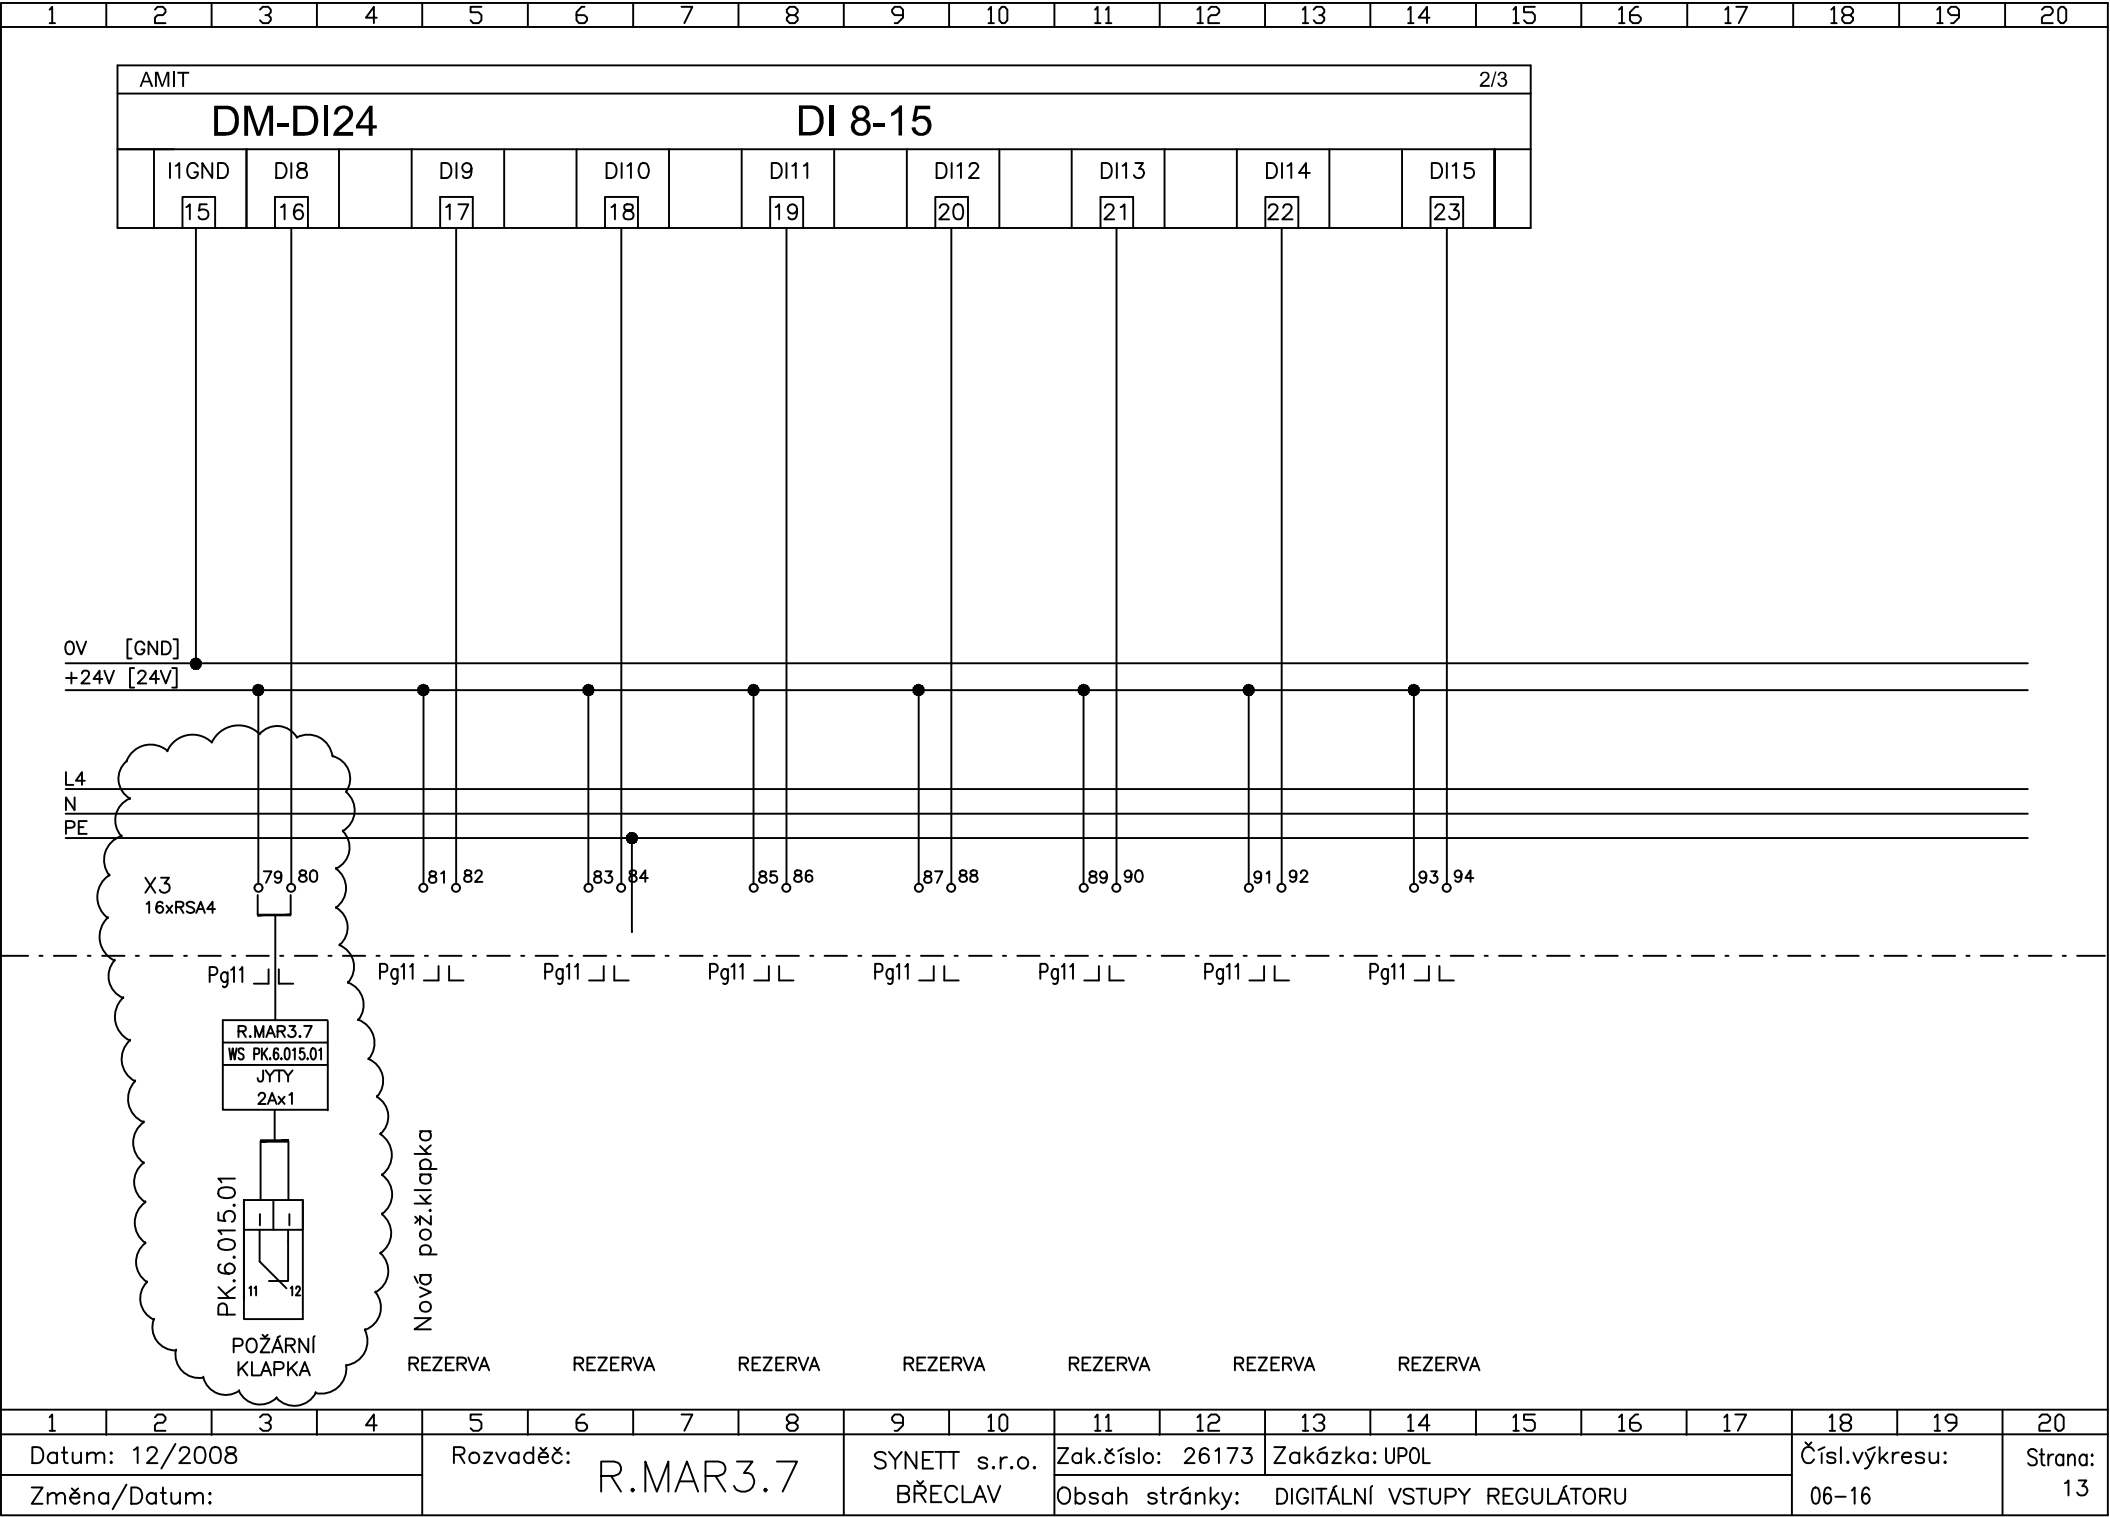 1 2 3 4 5 6 7 8 9 10 11 12 13 14 15 16 17 18 19 20
AMIT 2/3
DM-DI24 DI 8-15
I1GND DI8 DI9 DI10 DI11 DI12 DI13 DI14 DI15
15 16 17 18 19 20 21 22 23
0V [GND]
+24V [24V]
L4
N
PE
X3
16xRSA4
79 80 81 82 83 84 85 86 87 88 89 90 91 92 93 94
Pg11 Pg11 Pg11 Pg11 Pg11 Pg11 Pg11 Pg11
R.MAR3.7
WS PK.6.015.01
JYTY
2Ax1
PK.6.015.01
11 12
Nová pož.klapka
POŽÁRNÍ
KLAPKA
REZERVA REZERVA REZERVA REZERVA REZERVA REZERVA REZERVA
1 2 3 4 5 6 7 8 9 10 11 12 13 14 15 16 17 18 19 20
Datum: 12/2008
Změna/Datum:
Rozvaděč: R.MAR3.7
SYNETT s.r.o.
BŘECLAV
Zak.číslo: 26173 Zakázka: UPOL
Obsah stránky: DIGITÁLNÍ VSTUPY REGULÁTORU
Čísl.výkresu:
06-16
Strana:
13